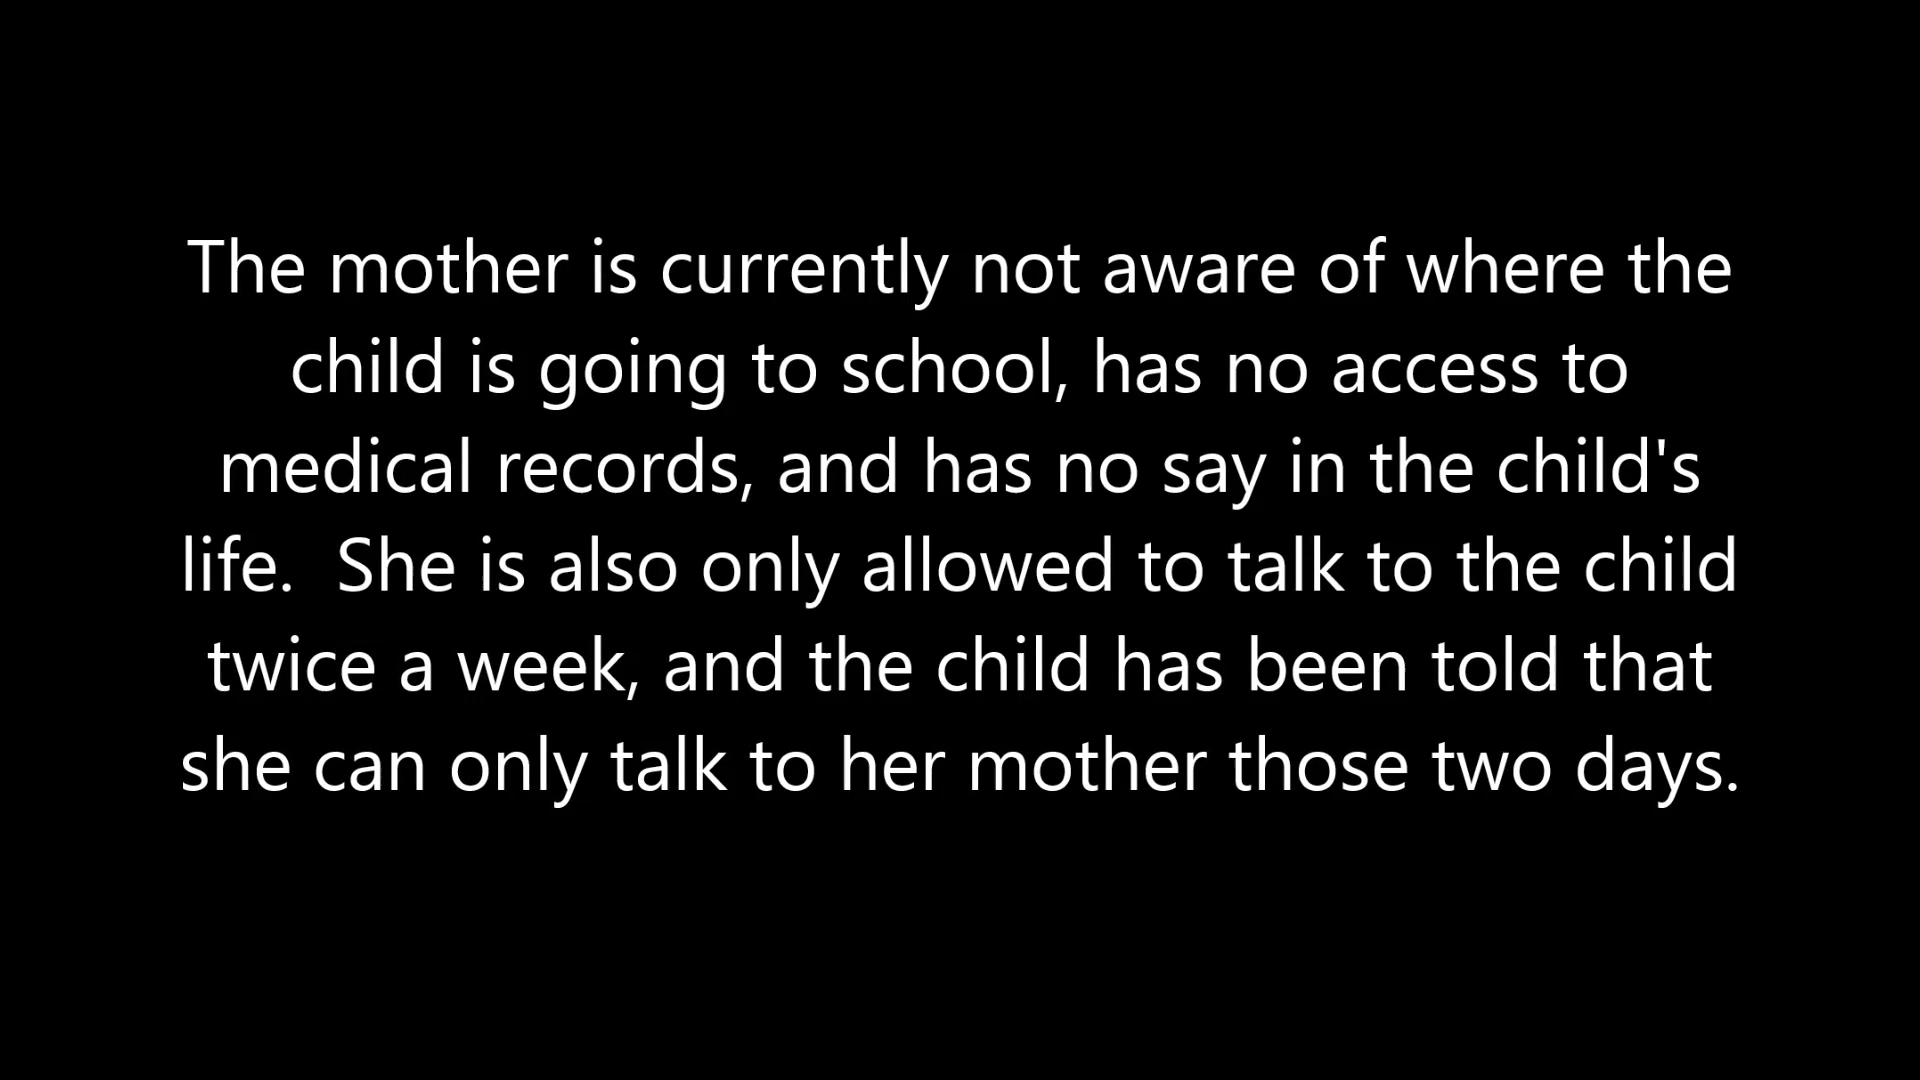 The mother is currently not aware of where the
child is going to school, has no access to
medical records, and has no say in the child's
life.  She is also only allowed to talk to the child
twice a week, and the child has been told that
she can only talk to her mother those two days.